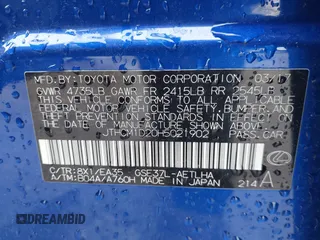 MFD.BY:TOYOTA MOTOR CORPORATION 03/17
GVWR 4735LB GAWR FR 2415LB RR 2545LB
THIS VEHICLE CONFORMS TO ALL APPLICABLE
FEDERAL MOTOR VEHICLE SAFETY, BUMPER, AND THEFT
PREVENTION STANDARDS IN EFFECT ON THE DATE OF
MANUFACTURE SHOWN ABOVE.
JTHCM1D20H5021902 PASS. CAR
C/TR: 8X1/EA35 GSE37L-AETLHA
A/TM: B04A/A760H MADE IN JAPAN
214A
DREAMBID